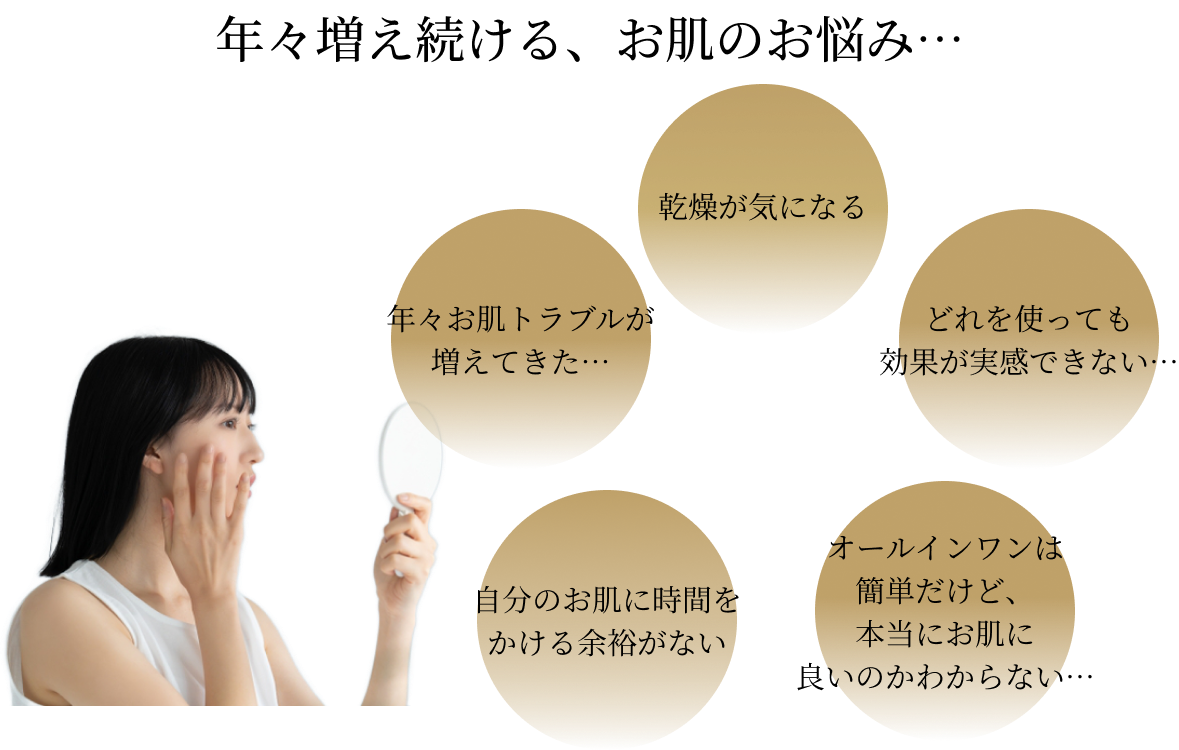 年々増え続ける、お肌のお悩み…
乾燥が気になる
年々お肌トラブルが
増えてきた…
どれを使っても
効果が実感できない…
自分のお肌に時間を
かける余裕がない
オールインワンは
簡単だけど、
本当にお肌に
良いのかわからない…